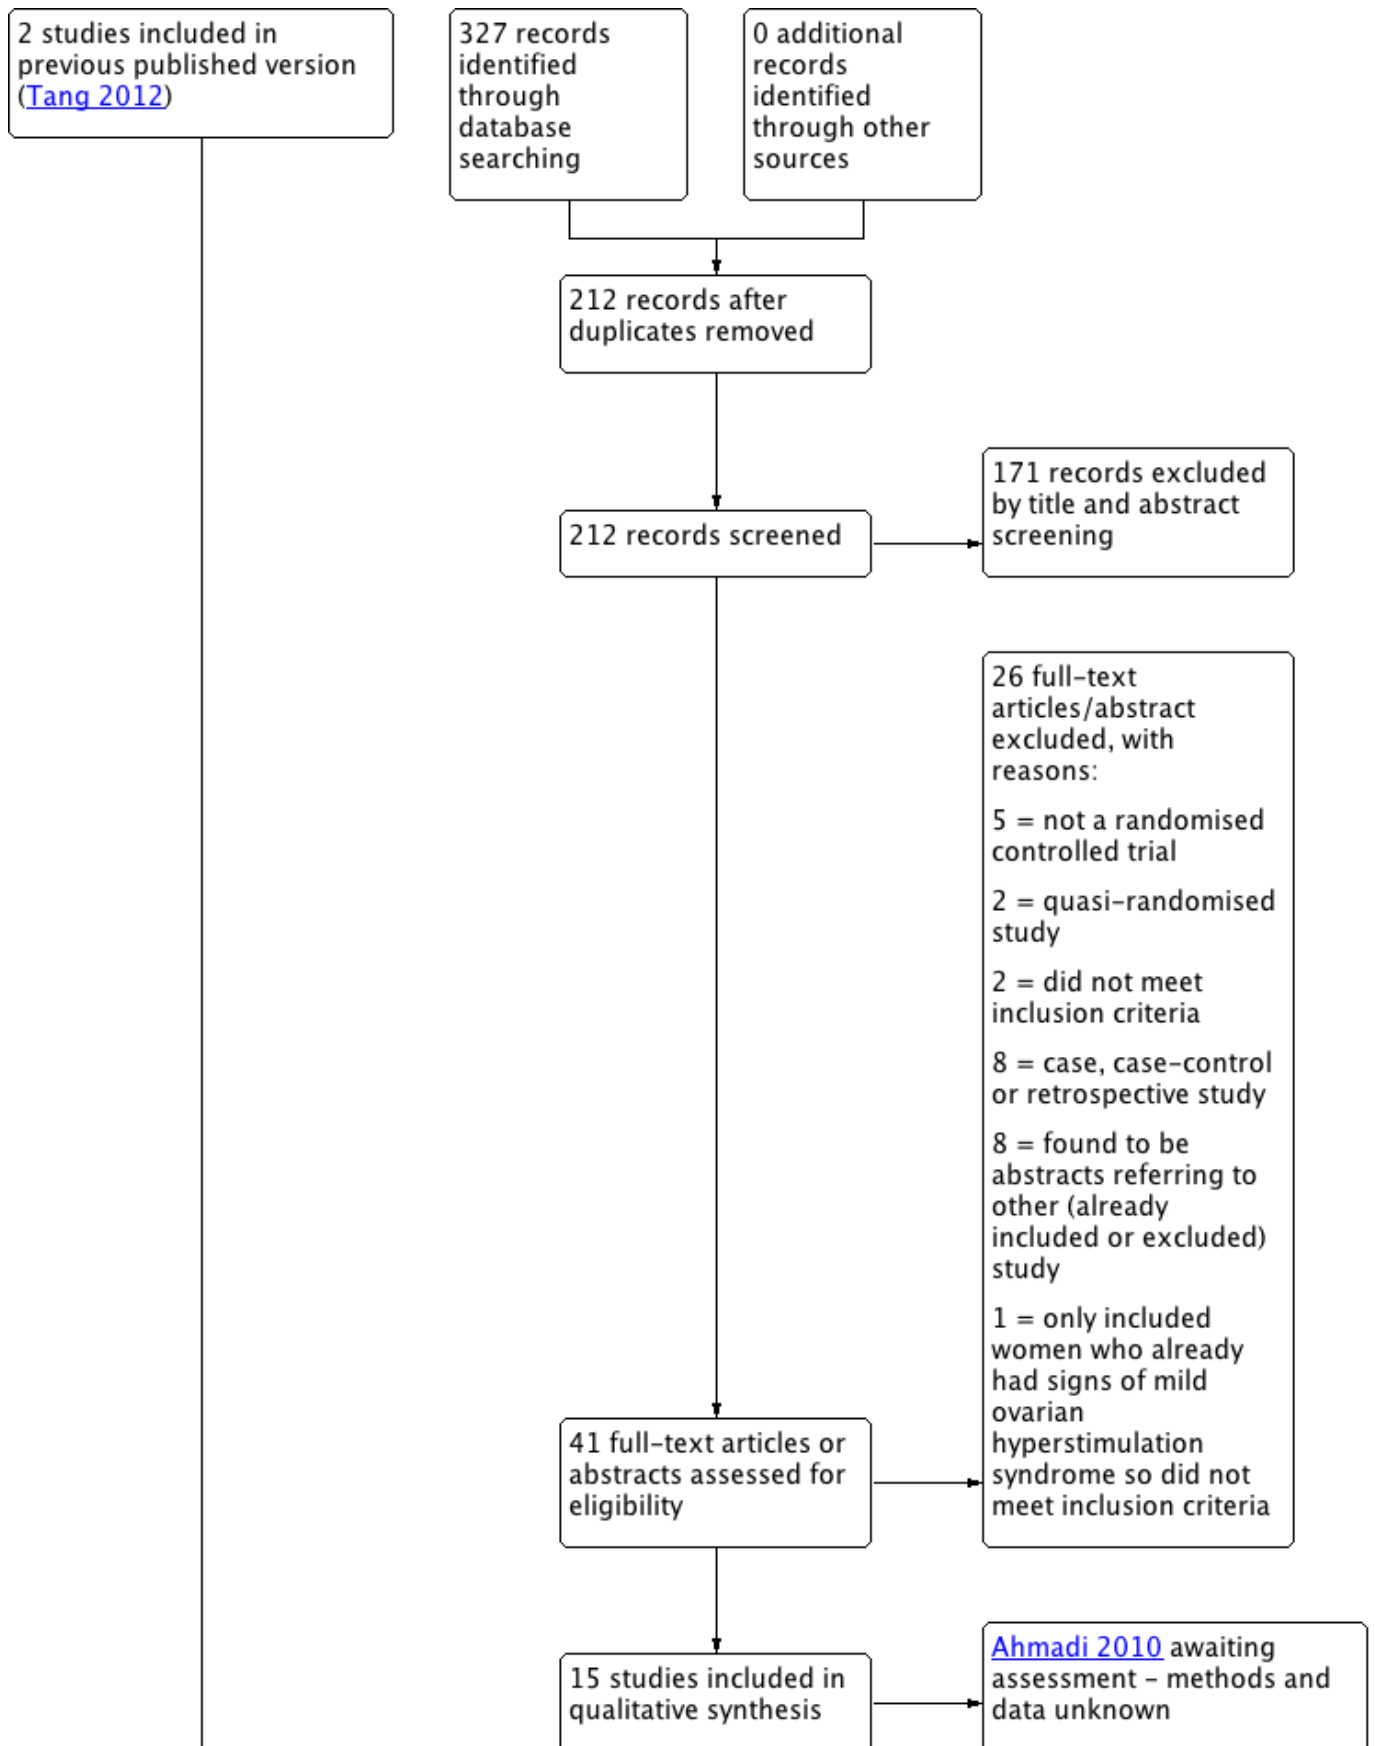 2 studies included in
previous published version
(Tang 2012)
327 records
identified
through
database
searching
0 additional
records
identified
through other
sources
212 records after
duplicates removed
212 records screened
171 records excluded
by title and abstract
screening
26 full-text
articles/abstract
excluded, with
reasons:
5 = not a randomised
controlled trial
2 = quasi-randomised
study
2 = did not meet
inclusion criteria
8 = case, case-control
or retrospective study
8 = found to be
abstracts referring to
other (already
included or excluded)
study
1 = only included
women who already
had signs of mild
ovarian
hyperstimulation
syndrome so did not
meet inclusion criteria
41 full-text articles or
abstracts assessed for
eligibility
15 studies included in
qualitative synthesis
Ahmadi 2010 awaiting
assessment - methods and
data unknown